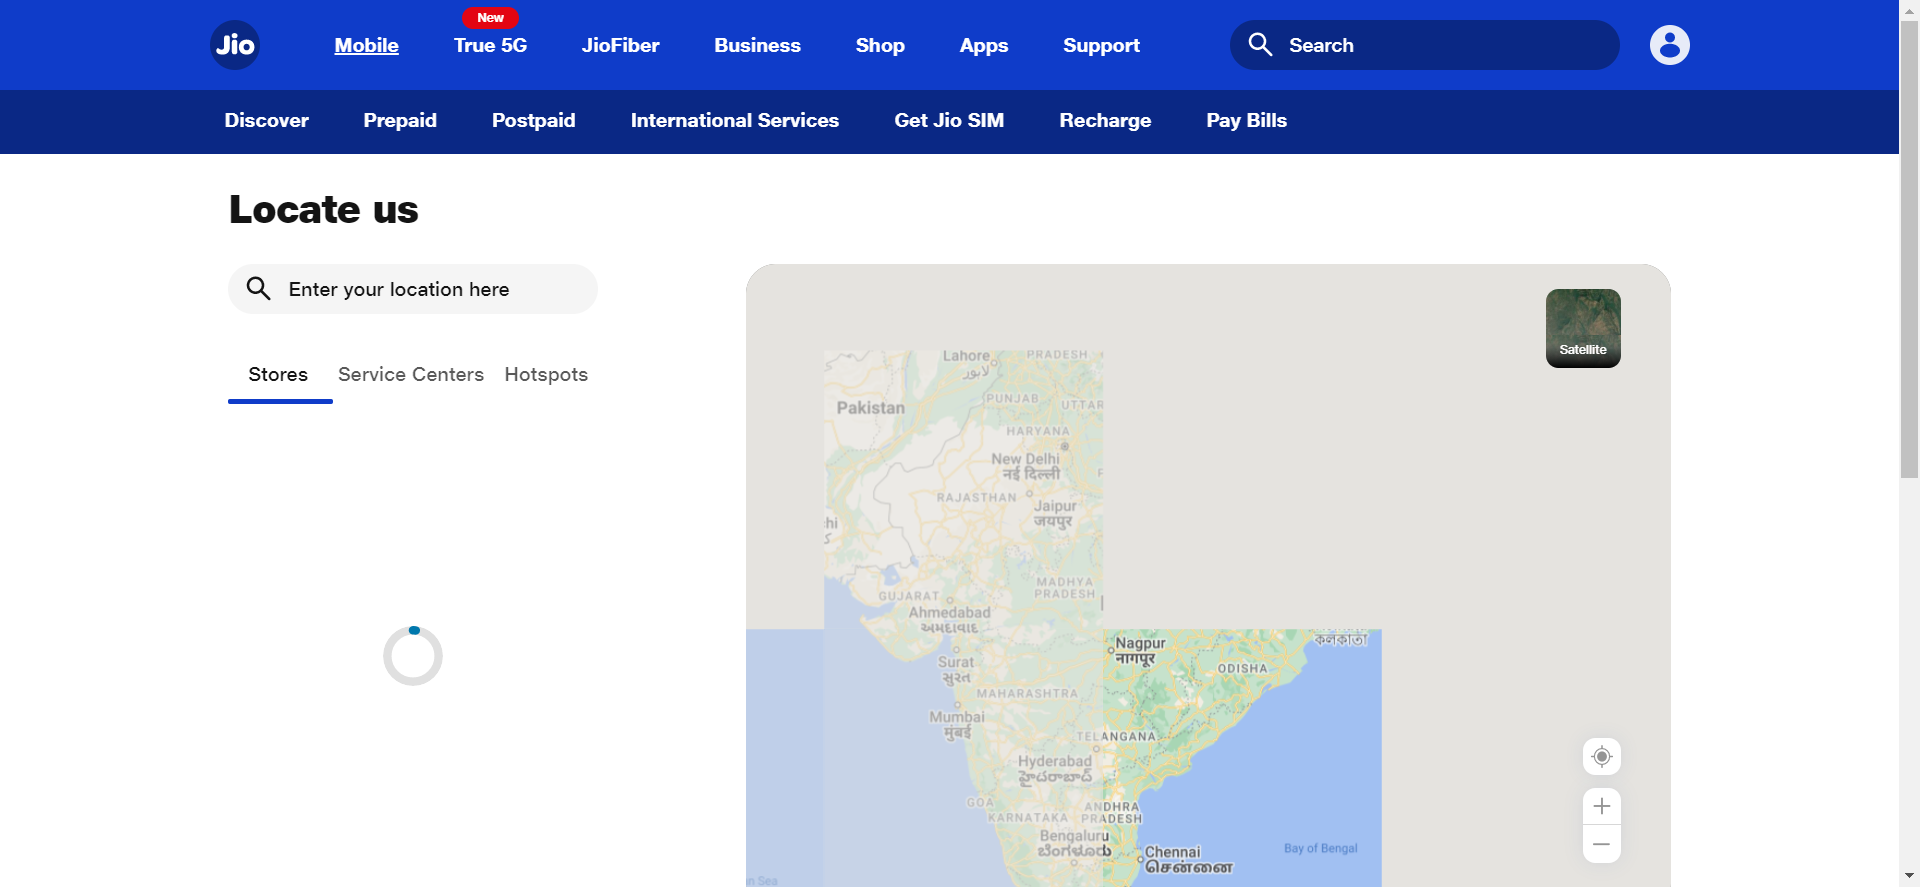 New
Jio
Mobile
True 5G
JioFiber
Business
Shop
Apps
Support
Search
Discover
Prepaid
Postpaid
International Services
Get Jio SIM
Recharge
Pay Bills
Locate us
Enter your location here
Stores
Service Centers
Hotspots
Satellite
Lahore
لاہور
PRADESH
Pakistan
PUNJAB
UTTAR
HARYANA
New Delhi
नई दिल्ली
RAJASTHAN
Jaipur
जयपुर
hi
MADHYA
PRADESH
GUJARAT
Ahmedabad
અમદાવાદ
Nagpur
नागपूर
কলকাতা
ODISHA
Surat
सुरत
MAHARASHTRA
Mumbai
मुंबई
TELANGANA
Hyderabad
హైదరాబాద్
GOA
KARNATAKA
ANDHRA
PRADESH
Bengaluru
ಬೆಂಗಳೂರು
Chennai
சென்னை
Bay of Bengal
n Sea